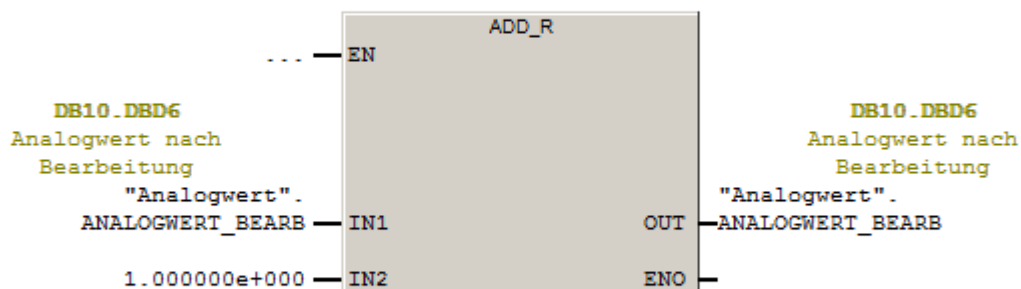 ADD_R
... EN
DB10.DBD6
Analogwert nach
Bearbeitung
"Analogwert".
ANALOGWERT_BEARB IN1
1.000000e+000 IN2
DB10.DBD6
Analogwert nach
Bearbeitung
"Analogwert".
OUT ANALOGWERT_BEARB
ENO